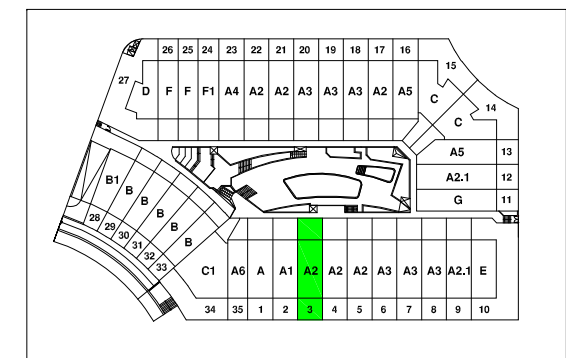 26 25 24 23 22 21 20 19 18 17 16
15
27
D F F F1 A4 A2 A2 A3 A3 A2 A5
C
14
C
A5 13
A2.1 12
G 11
B1
B
B
B
B
B
28
29
30
31
32
33
C1 A6 A A1 A2 A2 A2 A3 A3 A3 A2.1 E
34 35 1 2 3 4 5 6 7 8 9 10